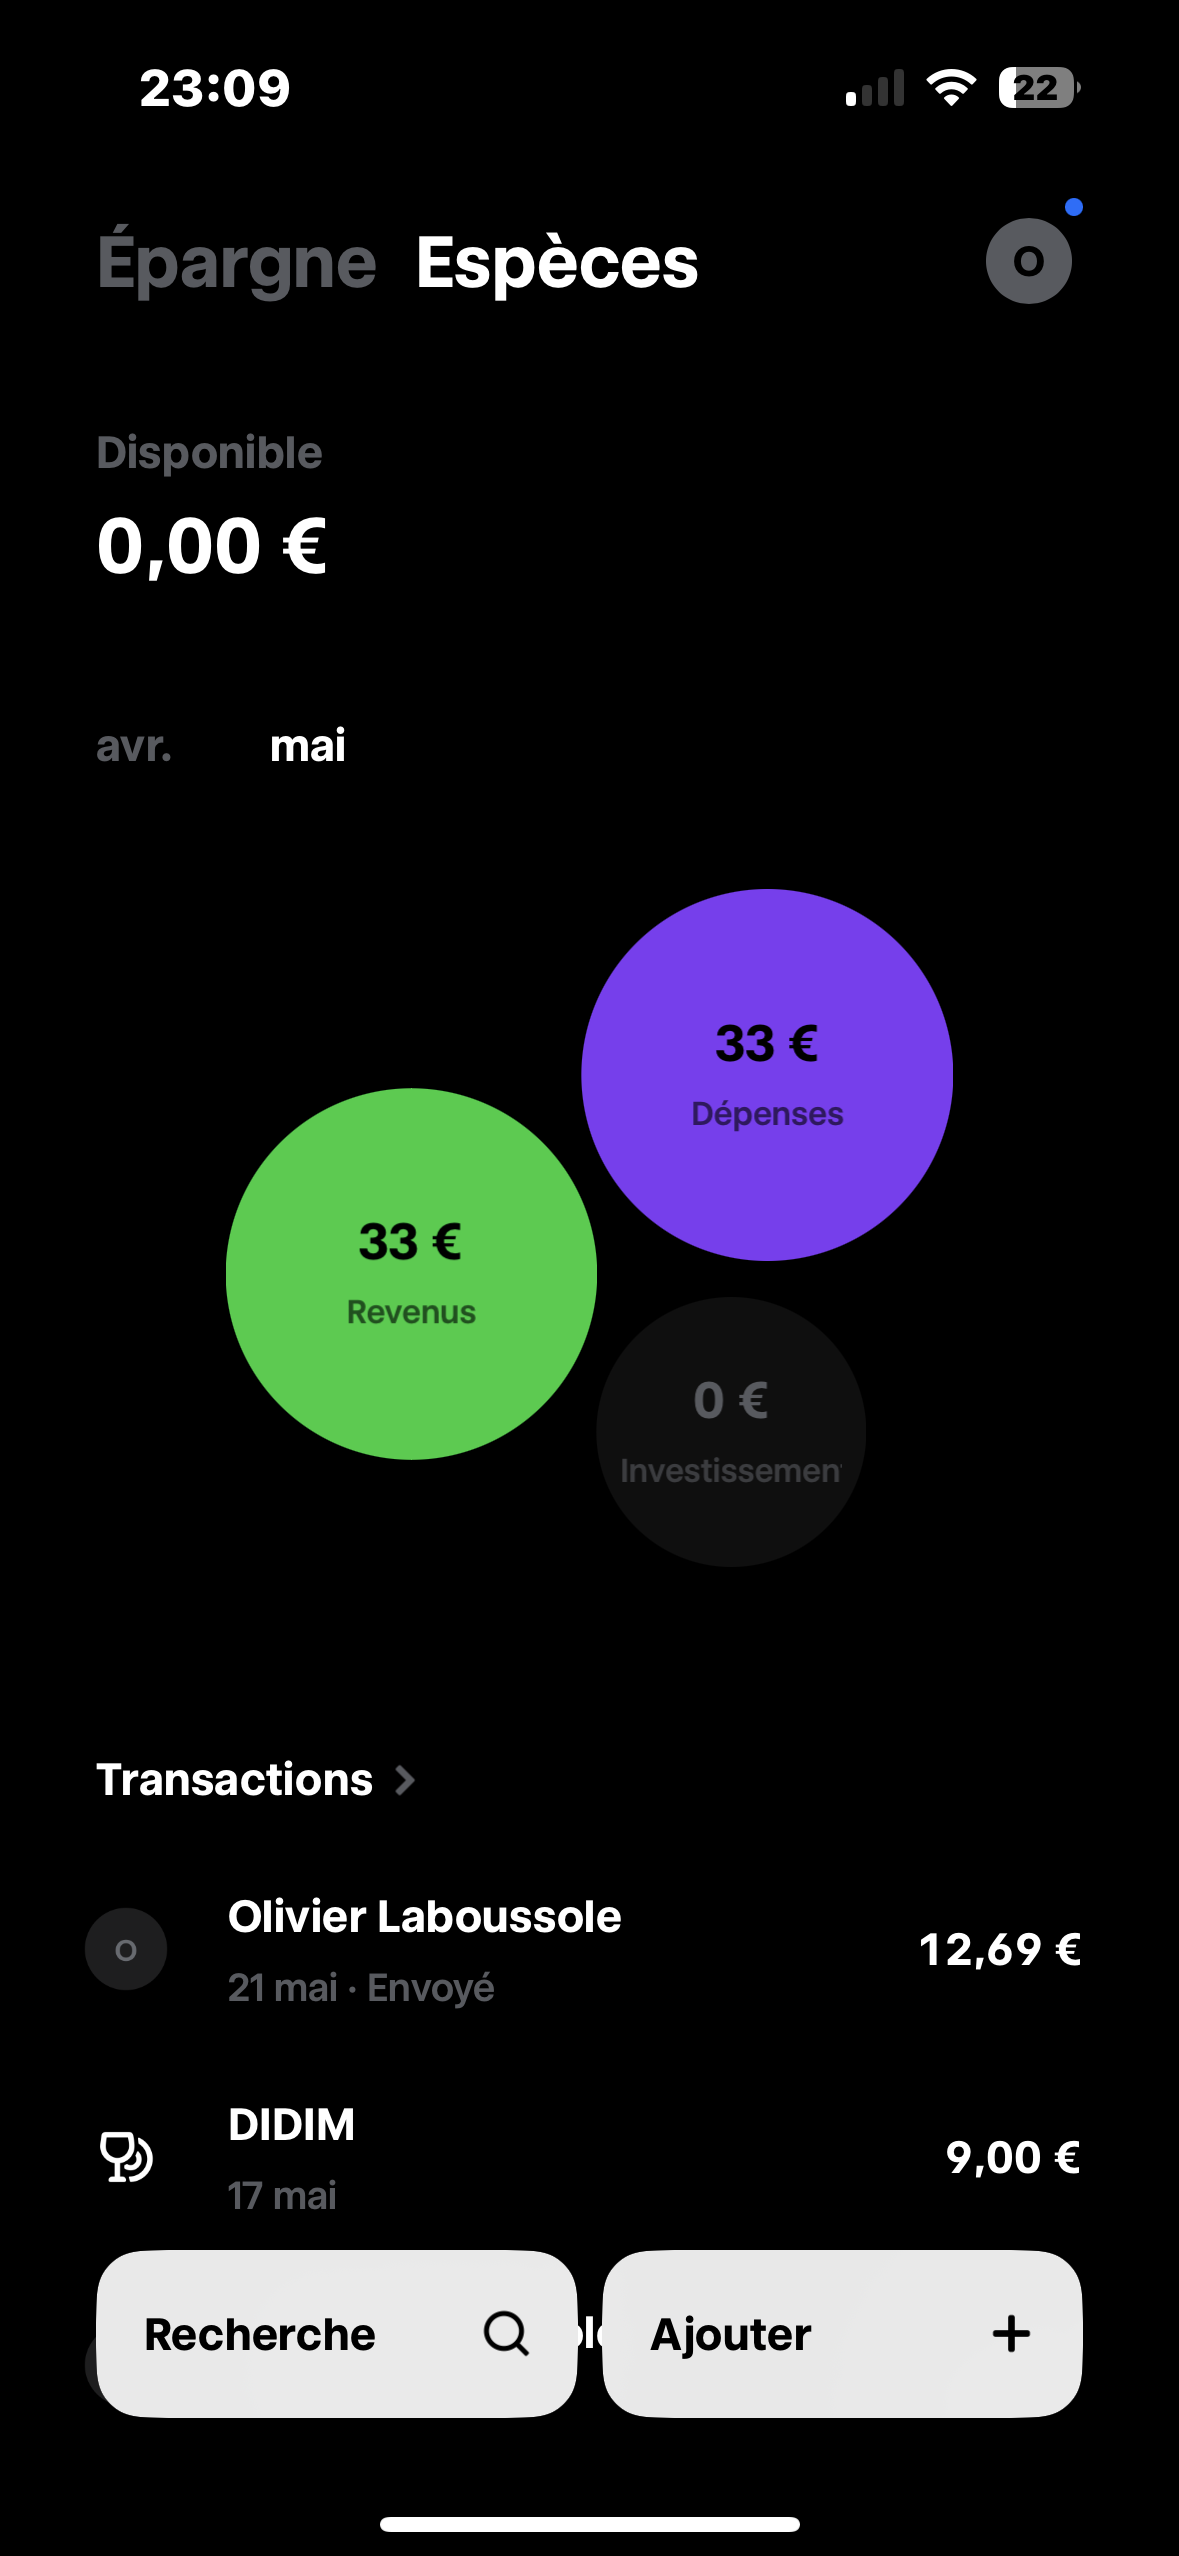 23:09
22
Épargne Espèces
O
Disponible
0,00 €
avr. mai
33 €
Dépenses
33 €
Revenus
0 €
Investissemen
Transactions
Olivier Laboussole
O
12,69 €
21 mai · Envoyé
DIDIM
9,00 €
17 mai
Recherche
Ajouter